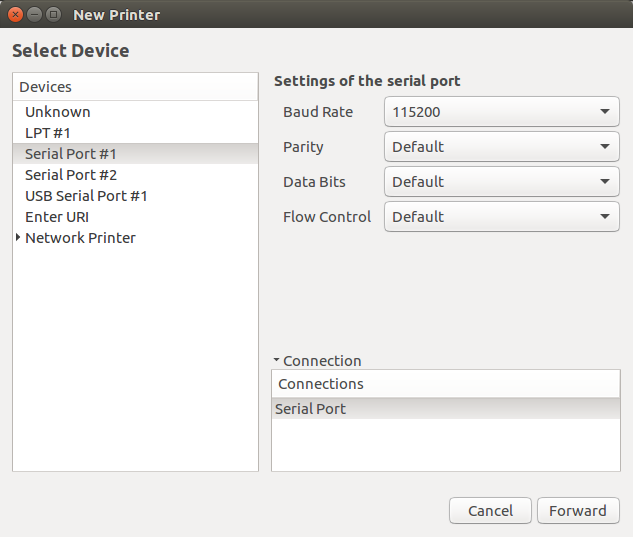 New Printer
Select Device
Devices
Unknown
LPT #1
Serial Port #1
Serial Port #2
USB Serial Port #1
Enter URI
Network Printer
Settings of the serial port
Baud Rate 115200
Parity Default
Data Bits Default
Flow Control Default
Connection
Connections
Serial Port
Cancel Forward